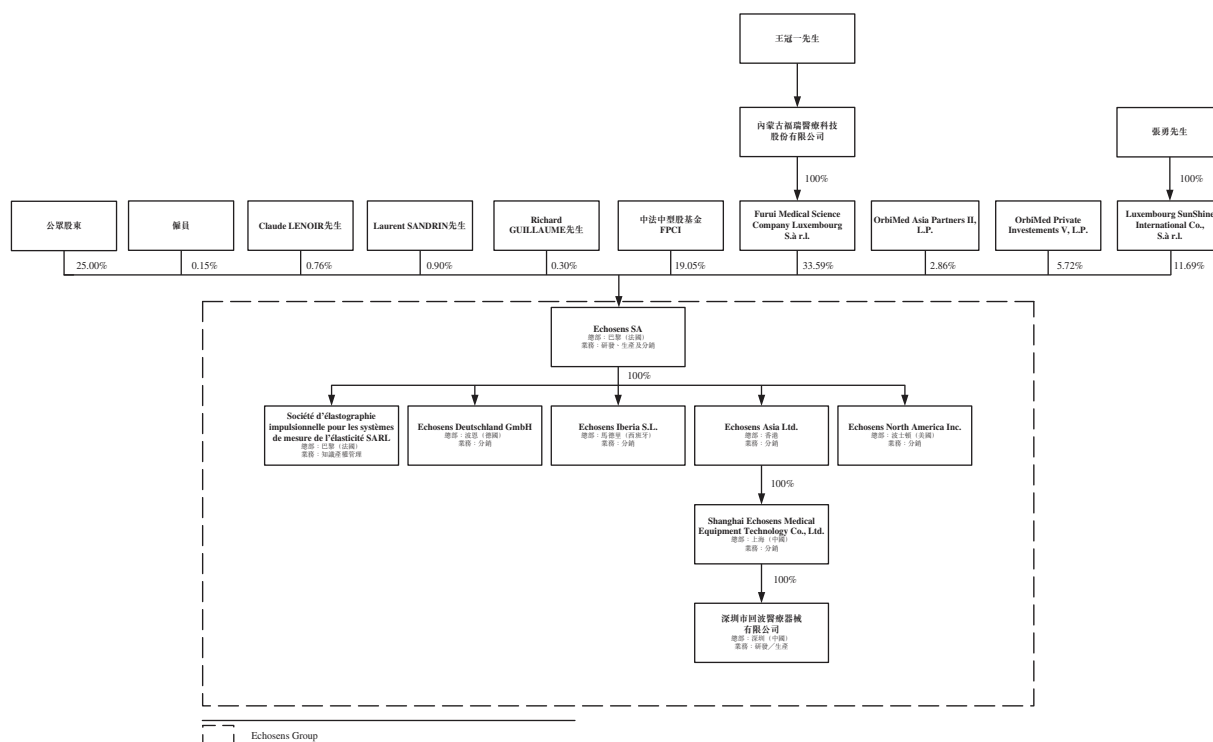 王冠一先生
內蒙古福瑞醫療科技
股份有限公司
張勇先生
100%
100%
公眾股東
僱員
Claude LENOIR先生
Laurent SANDRIN先生
Richard
GUILLAUME先生
中法中型股基金
FPCI
Furui Medical Science
Company Luxembourg
S.à r.l.
OrbiMed Asia Partners II,
L.P.
OrbiMed Private
Investements V, L.P.
Luxembourg SunShine
International Co.,
S.à r.l.
25.00%
0.15%
0.76%
0.90%
0.30%
19.05%
33.59%
2.86%
5.72%
11.69%
Echosens SA
總部：巴黎（法國）
業務：研發、生產及分銷
100%
Société d’élastographie
impulsionnelle pour les systèmes
de mesure de l’élasticité SARL
總部：巴黎（法國）
業務：知識產權管理
Echosens Deutschland GmbH
總部：波恩（德國）
業務：分銷
Echosens Iberia S.L.
總部：馬德里（西班牙）
業務：分銷
Echosens Asia Ltd.
總部：香港
業務：分銷
Echosens North America Inc.
總部：波士頓（美國）
業務：分銷
100%
Shanghai Echosens Medical
Equipment Technology Co., Ltd.
總部：上海（中國）
業務：分銷
100%
深圳市回波醫療器械
有限公司
總部：深圳（中國）
業務：研發／生產
Echosens Group